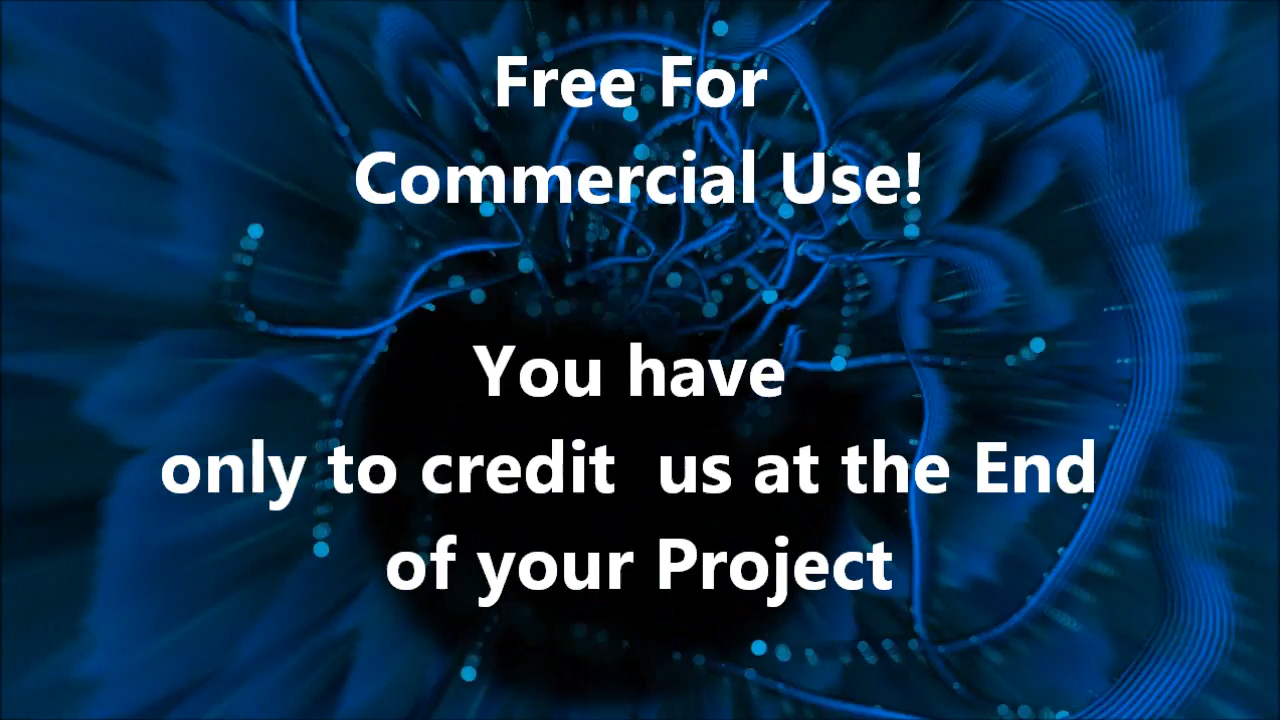 Free For
Commercial Use!
You have
only to credit  us at the End
of your Project